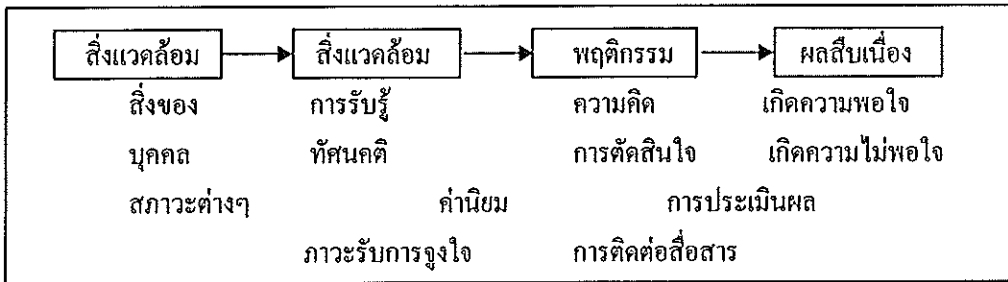 สิ่งแวดล้อม สิ่งแวดล้อม พฤติกรรม ผลสืบเนื่อง
สิ่งของ การรับรู้ ความคิด เกิดความพอใจ
บุคคล ทัศนคติ การตัดสินใจ เกิดความไม่พอใจ
สภาวะต่างๆ ค่านิยม การประเมินผล
ภาวะรับการจูงใจ การติดต่อสื่อสาร